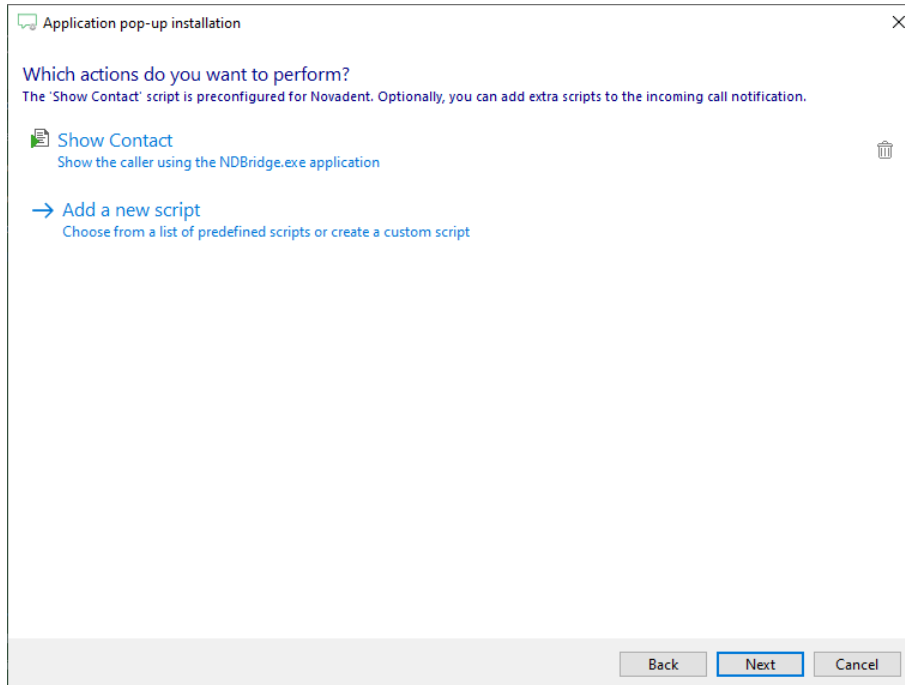 Application pop-up installation
Which actions do you want to perform?
The 'Show Contact' script is preconfigured for Novadent. Optionally, you can add extra scripts to the incoming call notification.
Show Contact
Show the caller using the NDBridge.exe application
Add a new script
Choose from a list of predefined scripts or create a custom script
Back Next Cancel